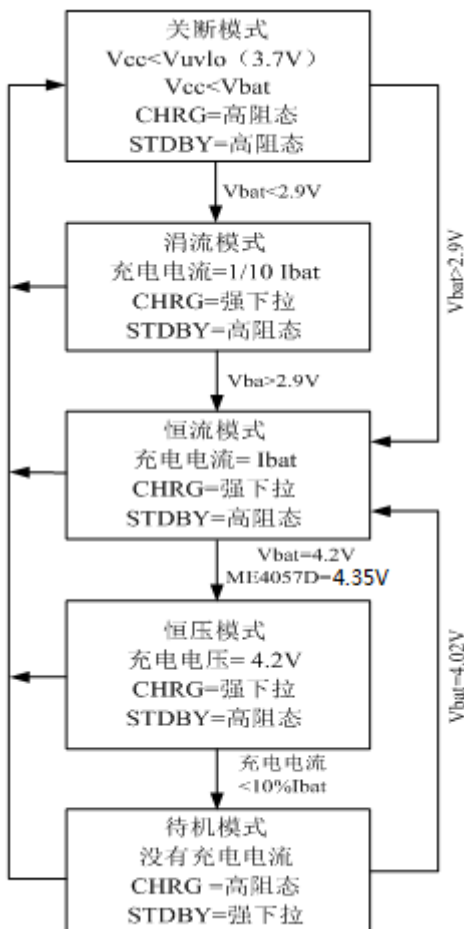 关断模式
Vcc<Vuvlo（3.7V）
Vcc<Vbat
CHRG=高阻态
STDBY=高阻态
Vbat<2.9V
Vbat>2.9V
涓流模式
充电电流=1/10 Ibat
CHRG=强下拉
STDBY=高阻态
Vba>2.9V
恒流模式
充电电流= Ibat
CHRG=强下拉
STDBY=高阻态
Vbat=4.2V
ME4057D=4.35V
恒压模式
充电电压= 4.2V
CHRG=强下拉
STDBY=高阻态
Vbat=4.02V
充电电流
<10%Ibat
待机模式
没有充电电流
CHRG =高阻态
STDBY=强下拉